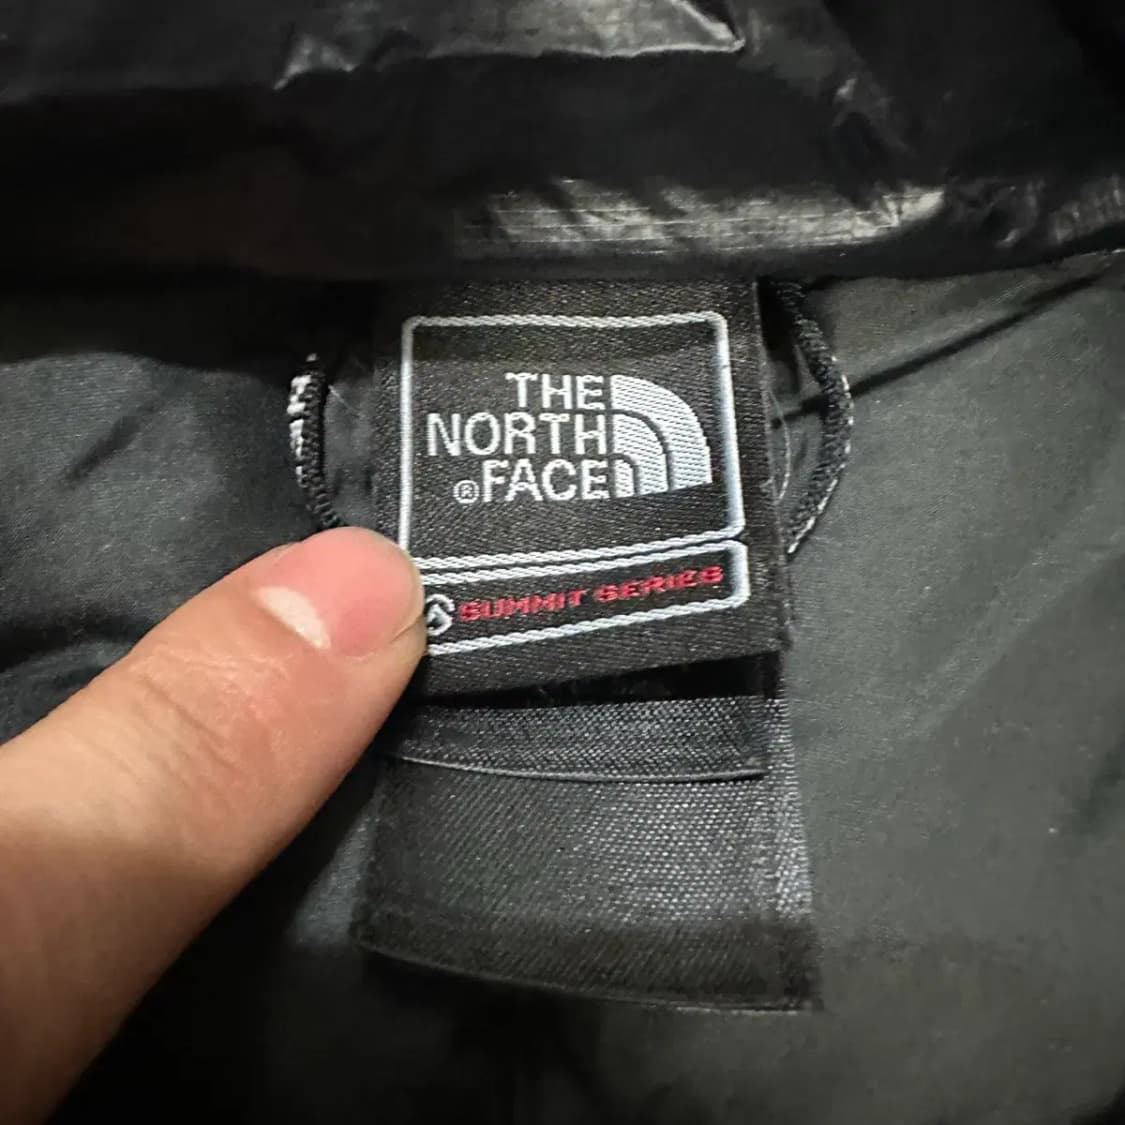 THE
NORTH
®FACE
SUMMIT SERIES